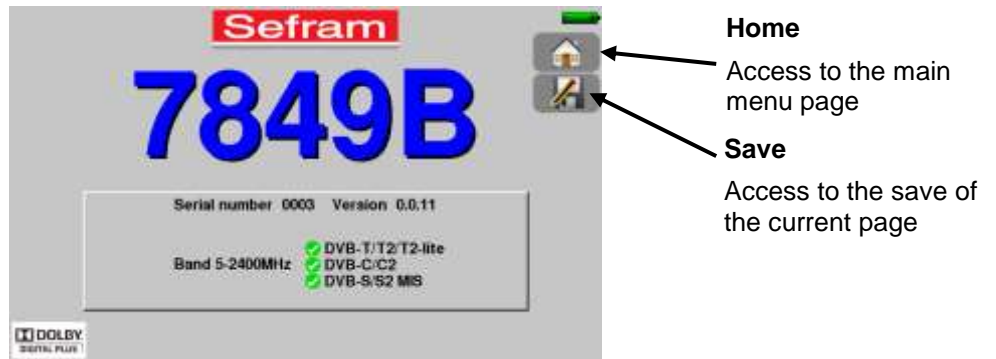 Sefram
7849B
Serial number 0003 Version 0.0.11
Band 5-2400MHz
DVB-T/T2/T2-lite
DVB-C/C2
DVB-S/S2 MIS
DOLBY
DIGITAL PLUS
Home
Access to the main
menu page
Save
Access to the save of
the current page